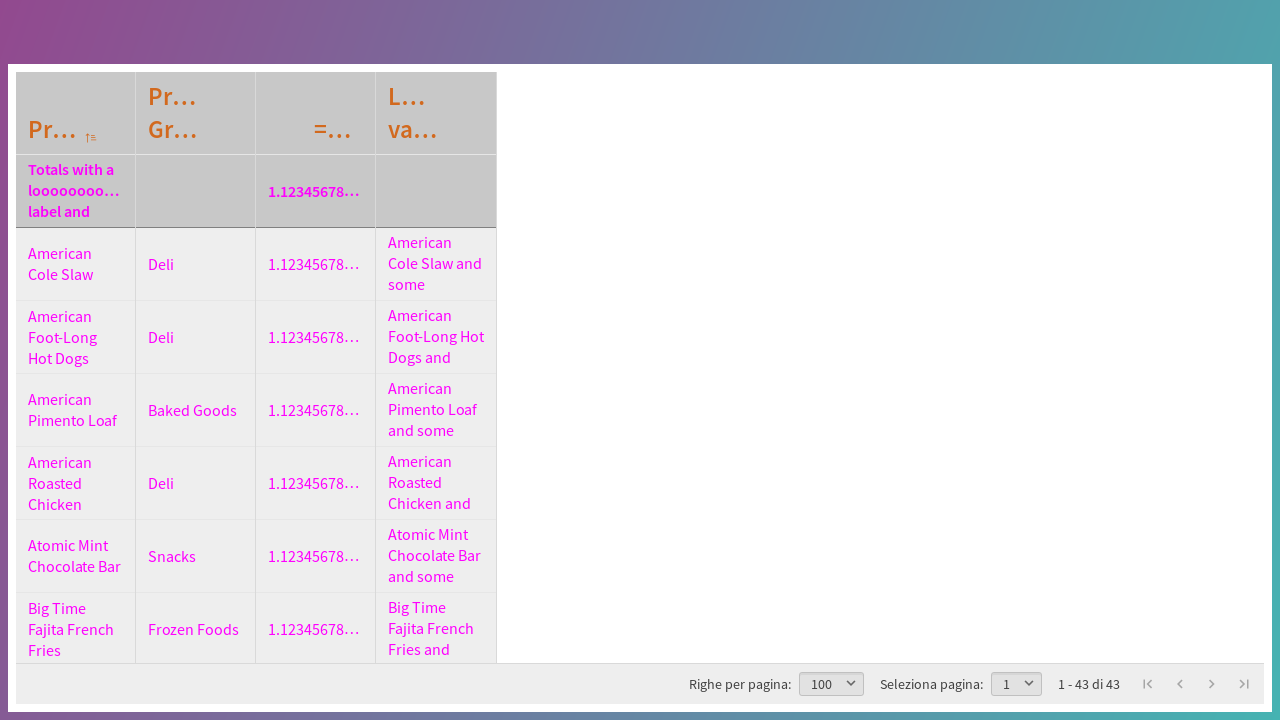 Pr…
Pr…
Gr…
=…
L…
va…
Totals with a
loooooooo…
label and
1.12345678…
American
Cole Slaw
Deli
1.12345678…
American
Cole Slaw and
some
American
Foot-Long
Hot Dogs
Deli
1.12345678…
American
Foot-Long Hot
Dogs and
American
Pimento Loaf
Baked Goods
1.12345678…
American
Pimento Loaf
and some
American
Roasted
Chicken
Deli
1.12345678…
American
Roasted
Chicken and
Atomic Mint
Chocolate Bar
Snacks
1.12345678…
Atomic Mint
Chocolate Bar
and some
Big Time
Fajita French
Fries
Frozen Foods
1.12345678…
Big Time
Fajita French
Fries and
Righe per pagina: 100 Seleziona pagina: 1 1 - 43 di 43